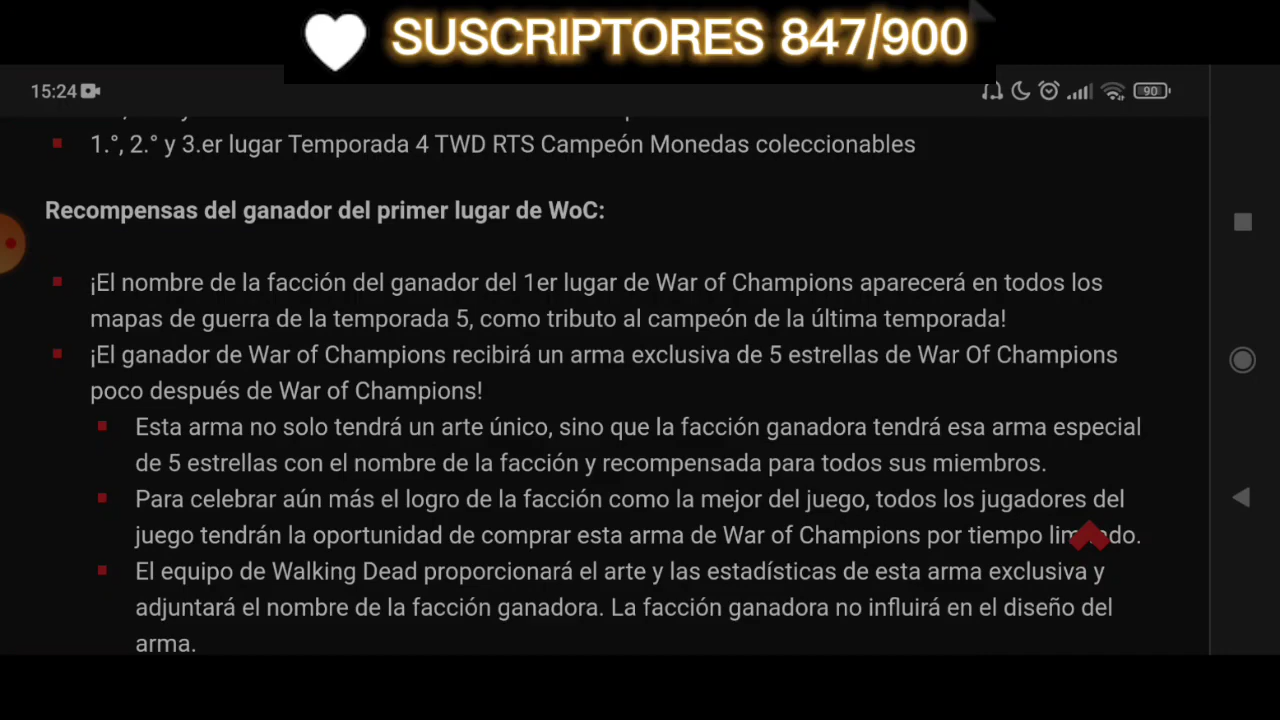 SUSCRIPTORES 847/900
15:24
90
1.°, 2.° y 3.er lugar Temporada 4 TWD RTS Campeón Monedas coleccionables
Recompensas del ganador del primer lugar de WoC:
¡El nombre de la facción del ganador del 1er lugar de War of Champions aparecerá en todos los
mapas de guerra de la temporada 5, como tributo al campeón de la última temporada!
¡El ganador de War of Champions recibirá un arma exclusiva de 5 estrellas de War Of Champions
poco después de War of Champions!
Esta arma no solo tendrá un arte único, sino que la facción ganadora tendrá esa arma especial
de 5 estrellas con el nombre de la facción y recompensada para todos sus miembros.
Para celebrar aún más el logro de la facción como la mejor del juego, todos los jugadores del
juego tendrán la oportunidad de comprar esta arma de War of Champions por tiempo limitado.
El equipo de Walking Dead proporcionará el arte y las estadísticas de esta arma exclusiva y
adjuntará el nombre de la facción ganadora. La facción ganadora no influirá en el diseño del
arma.